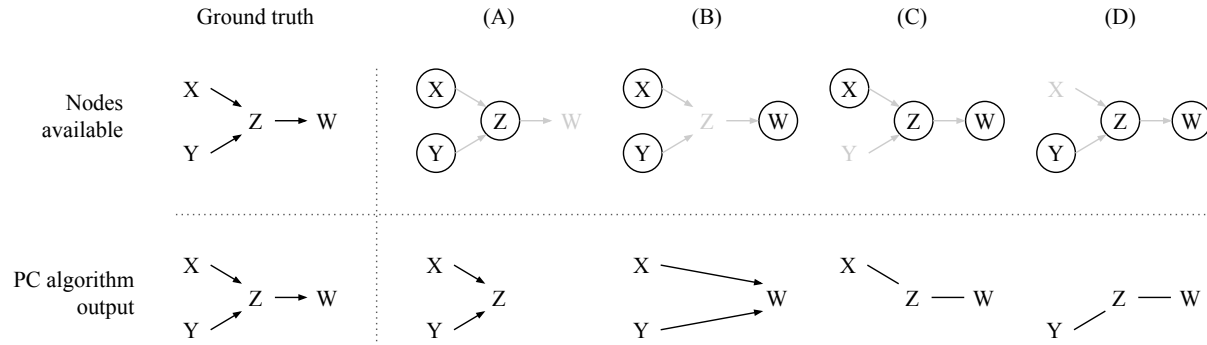 Ground truth (A) (B) (C) (D)
X X X X X
Nodes
available
Z W Z W Z W Z W Z W
Y Y Y Y Y
PC algorithm
output
X X X X
Z W Z W Z W Z W
Y Y Y Y